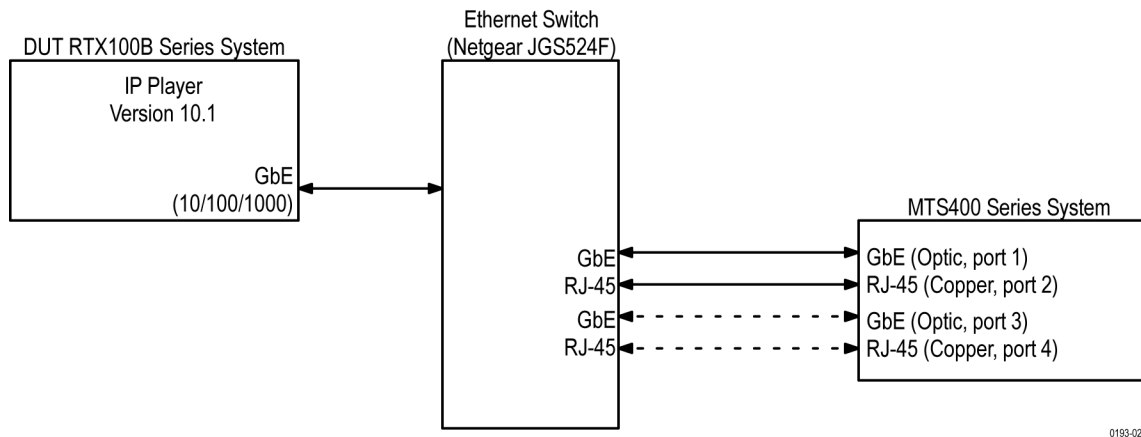 Ethernet Switch
(Netgear JGS524F)
DUT RTX100B Series System
IP Player
Version 10.1
GbE
(10/100/1000)
MTS400 Series System
GbE
RJ-45
GbE
RJ-45
GbE (Optic, port 1)
RJ-45 (Copper, port 2)
GbE (Optic, port 3)
RJ-45 (Copper, port 4)
0193-021